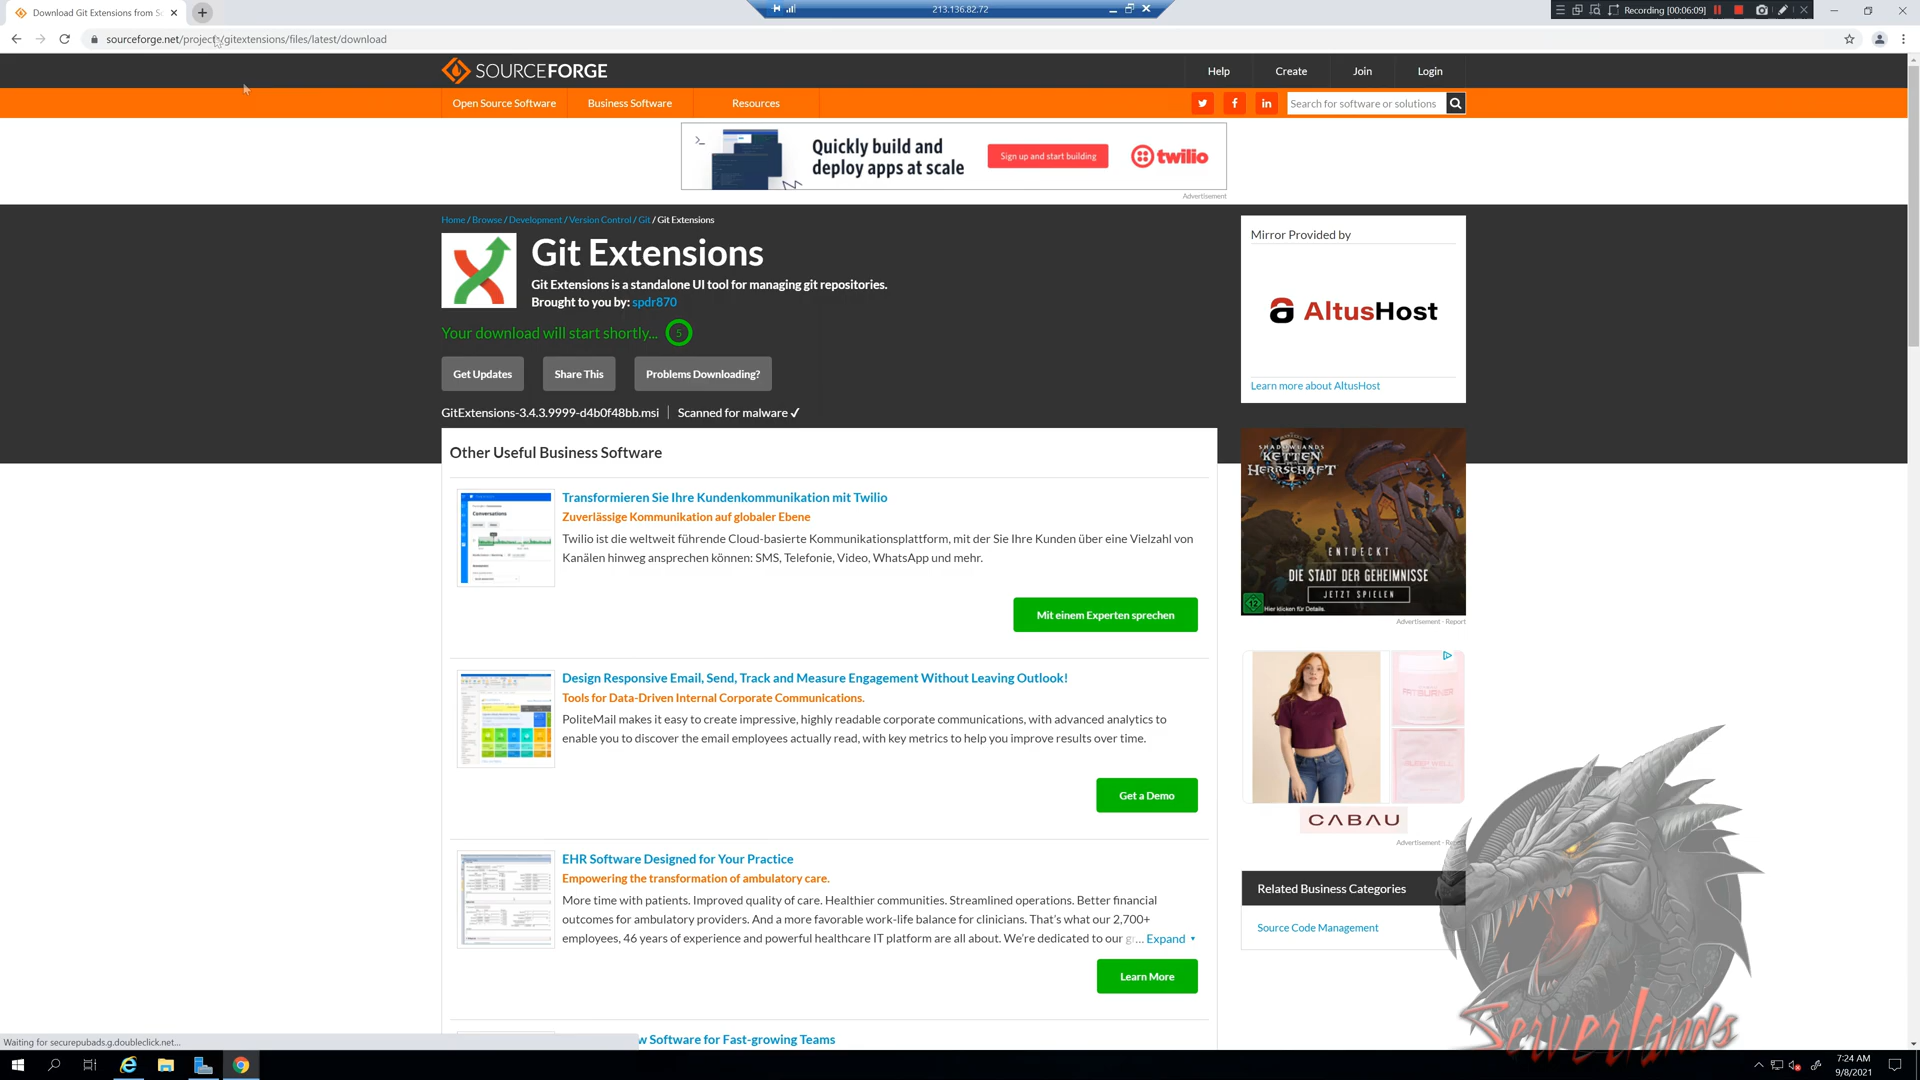 Download Git Extensions from So
213.136.82.72
Recording [00:06:09]
sourceforge.net/projects/gitextensions/files/latest/download
SOURCEFORGE
Help
Create
Join
Login
Open Source Software
Business Software
Resources
Search for software or solutions
Quickly build and
deploy apps at scale
Sign up and start building
twilio
Advertisement
Home / Browse / Development / Version Control / Git / Git Extensions
Git Extensions
Git Extensions is a standalone UI tool for managing git repositories.
Brought to you by: spdr870
Your download will start shortly... 5
Get Updates
Share This
Problems Downloading?
GitExtensions-3.4.3.9999-d4b0f48bb.msi
Scanned for malware ✓
Mirror Provided by
AltusHost
Learn more about AltusHost
Other Useful Business Software
Transformieren Sie Ihre Kundenkommunikation mit Twilio
Zuverlässige Kommunikation auf globaler Ebene
Twilio ist die weltweit führende Cloud-basierte Kommunikationsplattform, mit der Sie Ihre Kunden über eine Vielzahl von
Kanälen hinweg ansprechen können: SMS, Telefonie, Video, WhatsApp und mehr.
Mit einem Experten sprechen
Design Responsive Email, Send, Track and Measure Engagement Without Leaving Outlook!
Tools for Data-Driven Internal Corporate Communications.
PoliteMail makes it easy to create impressive, highly readable corporate communications, with advanced analytics to
enable you to discover the email employees actually read, with key metrics to help you improve results over time.
Get a Demo
EHR Software Designed for Your Practice
Empowering the transformation of ambulatory care.
More time with patients. Improved quality of care. Healthier communities. Streamlined operations. Better financial
outcomes for ambulatory providers. And a more favorable work-life balance for clinicians. That's what our 2,700+
employees, 46 years of experience and powerful healthcare IT platform are all about. We're dedicated to our g... Expand
Learn More
w Software for Fast-growing Teams
SHADOWLANDS
KETTEN
HERRSCHAFT
ENTDECKT
DIE STADT DER GEHEIMNISSE
JETZT SPIELEN
12
Hier klicken für Details.
Advertisement - Report
CABAU
Advertisement - Report
Related Business Categories
Source Code Management
Serverlands
Waiting for securepubads.g.doubleclick.net...
7:24 AM
9/8/2021